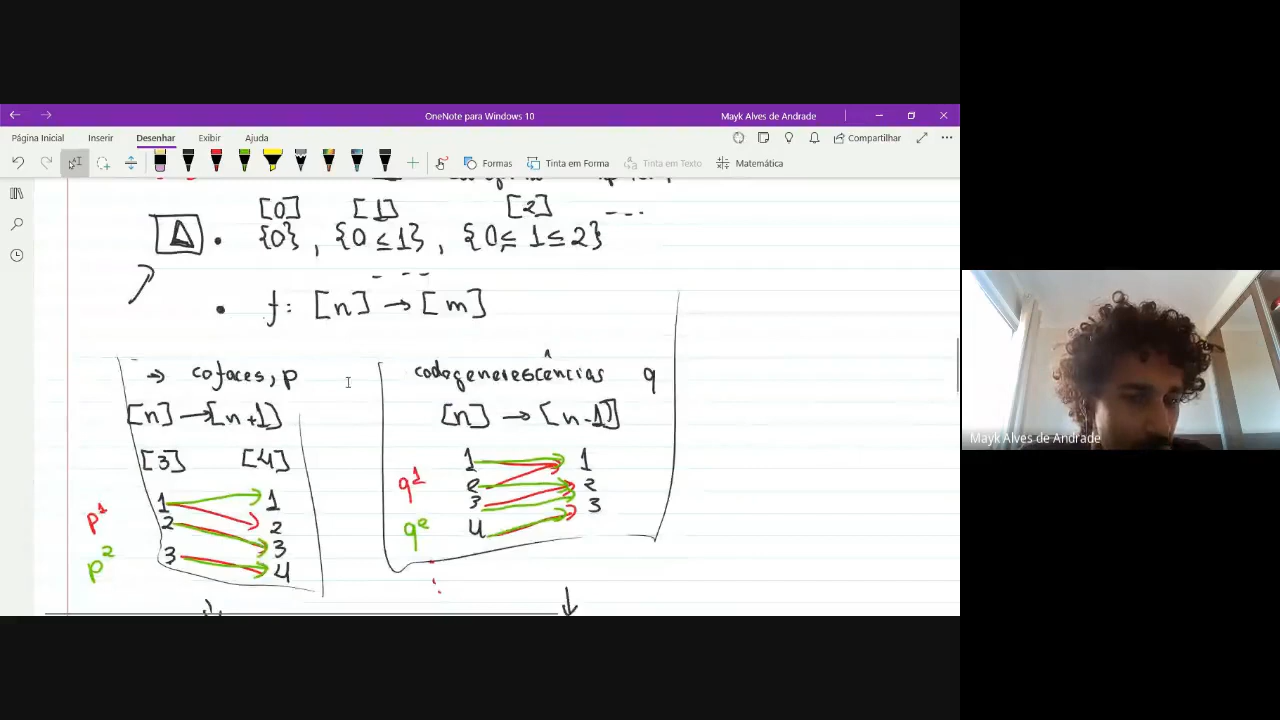 OneNote para Windows 10
Mayk Alves de Andrade
Página Inicial Inserir Desenhar Exibir Ajuda
Compartilhar
Formas Tinta em Forma Tinta em Texto Matemática
[0] [1] [2] ...
Δ • {0} , {0 ≤ 1} , {0 ≤ 1 ≤ 2}
- - -
• f: [n] → [m]
→ cofaces, p
[n] → [n+1]
[3] [4]
1 1
2 2
3
3 4
p¹
p²
codegenerescências q
[n] → [n-1]
1 1
2 2
3 3
4
q¹
q²
Mayk Alves de Andrade